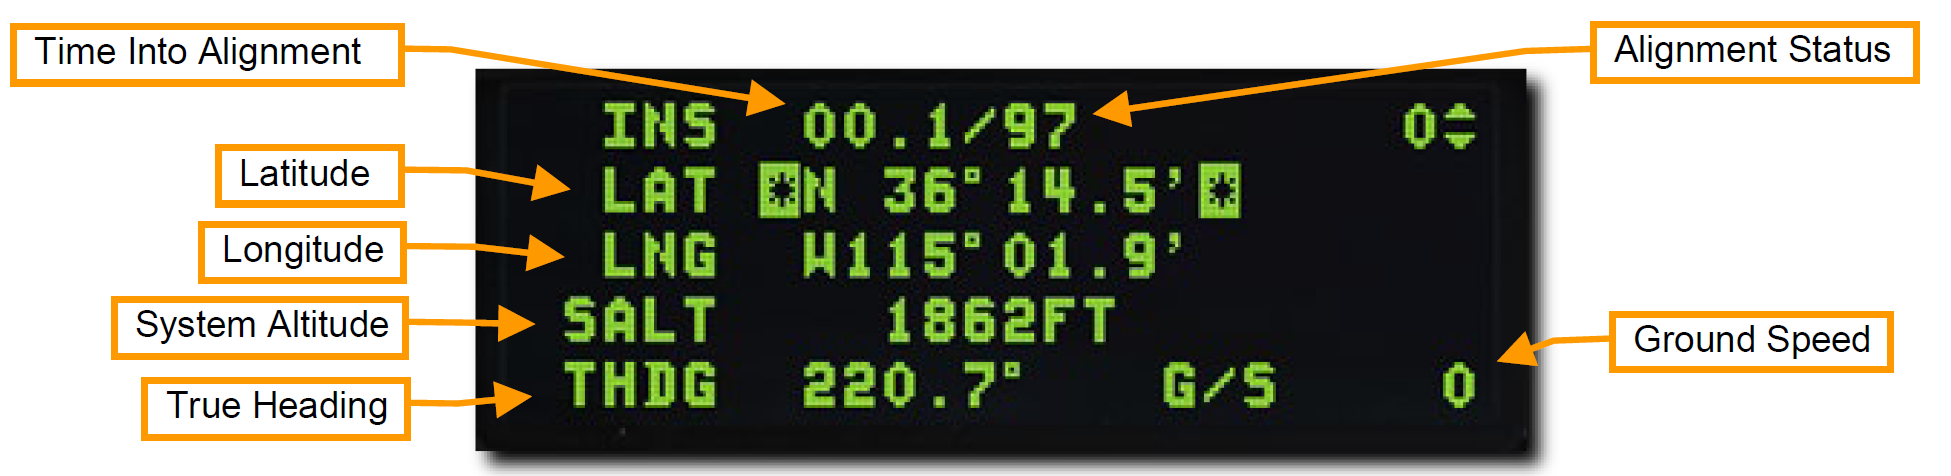 Time Into Alignment
Alignment Status
INS 00.1/97 0
Latitude
LAT *N 36°14.5'*
Longitude
LNG W115°01.9'
System Altitude
SALT 1862FT
Ground Speed
True Heading
THDG 220.7° G/S 0